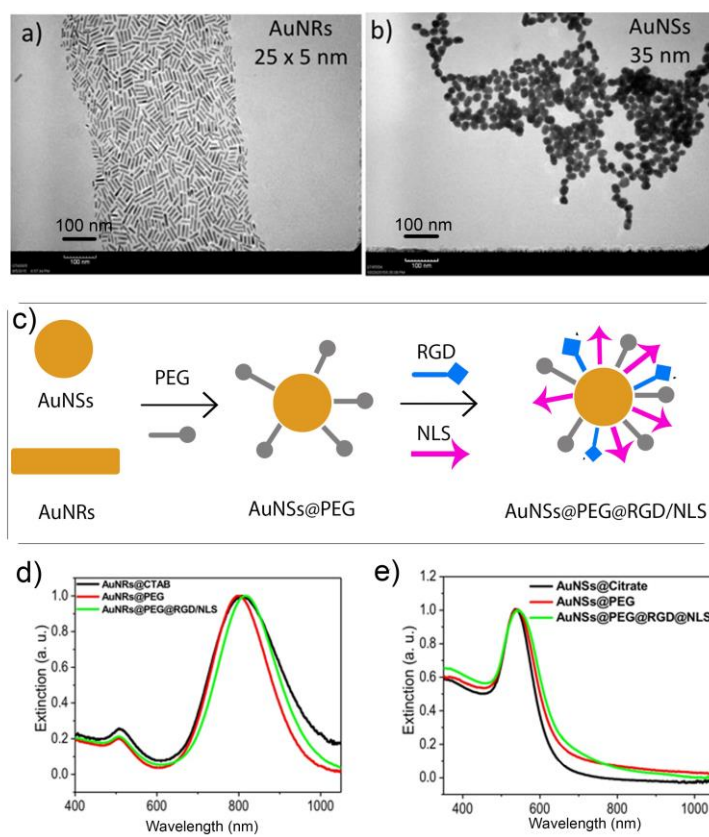 a)
AuNRs
25 x 5 nm
100 nm
100 nm
b)
AuNSs
35 nm
100 nm
100 nm
c)
AuNSs
AuNRs
PEG
AuNSs@PEG
RGD
NLS
AuNSs@PEG@RGD/NLS
d)
AuNRs@CTAB
AuNRs@PEG
AuNRs@PEG@RGD/NLS
Extinction (a. u.)
1.0
0.8
0.6
0.4
0.2
0.0
400
600
800
1000
Wavelength (nm)
e)
AuNSs@Citrate
AuNSs@PEG
AuNSs@PEG@RGD@NLS
Extinction (a. u.)
1.2
1.0
0.8
0.6
0.4
0.2
0.0
400
600
800
1000
Wavelength (nm)